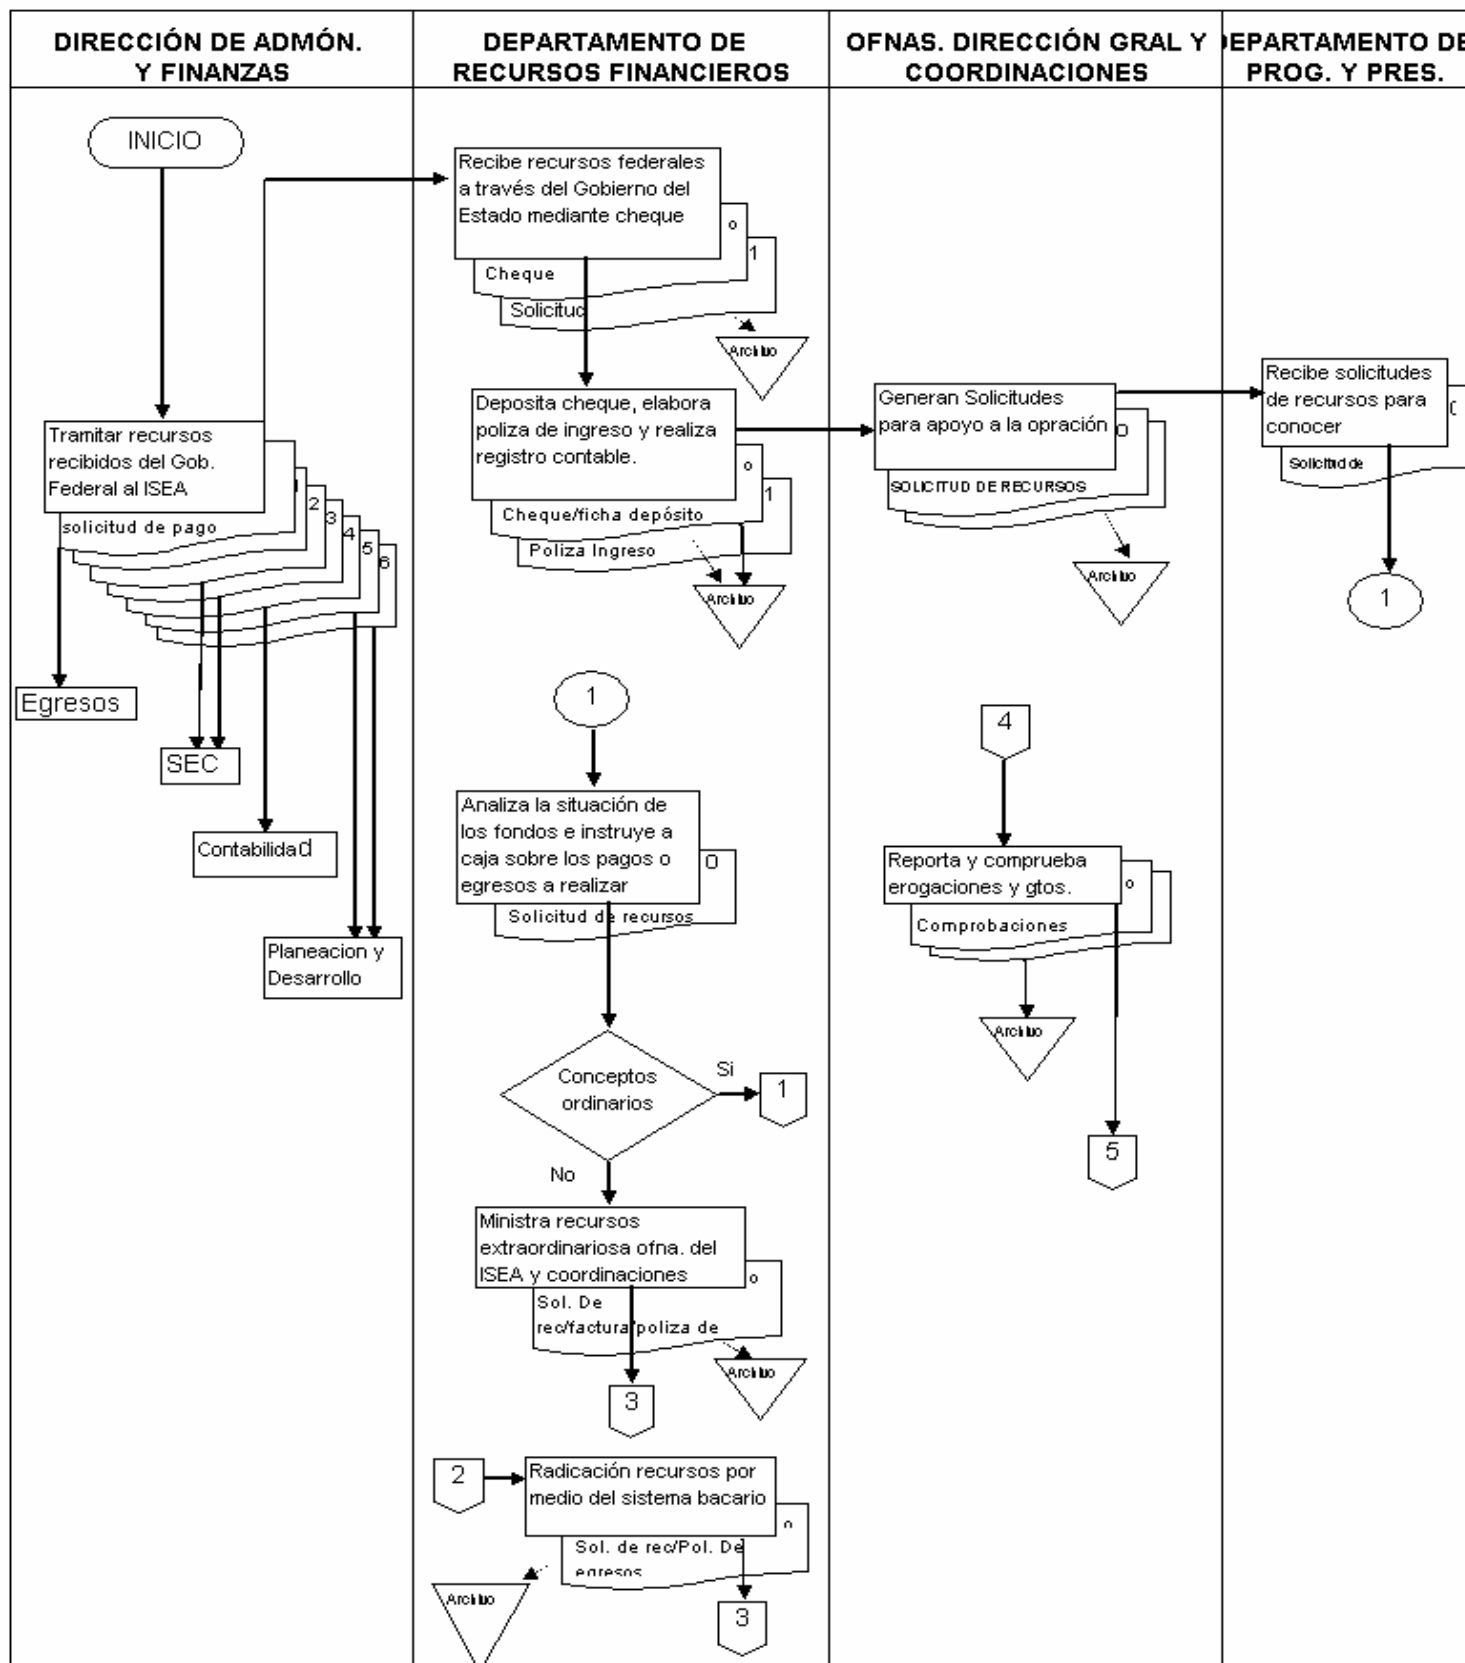 DIRECCIÓN DE ADMÓN.
Y FINANZAS
DEPARTAMENTO DE
RECURSOS FINANCIEROS
OFNAS. DIRECCIÓN GRAL Y
COORDINACIONES
DEPARTAMENTO DE
PROG. Y PRES.
INICIO
Tramitar recursos
recibidos del Gob.
Federal al ISEA
solicitud de pago
2
3
4
5
6
Egresos
SEC
Contabilidad
Planeacion y
Desarrollo
Recibe recursos federales
a través del Gobierno del
Estado mediante cheque
o
1
Cheque
Solicitud
Archivo
Deposita cheque, elabora
poliza de ingreso y realiza
registro contable.
o
1
Cheque/ficha depósito
Poliza Ingreso
Archivo
1
Analiza la situación de
los fondos e instruye a
caja sobre los pagos o
egresos a realizar
0
Solicitud de recursos
Conceptos
ordinarios
Si
1
No
Ministra recursos
extraordinariosa ofna. del
ISEA y coordinaciones
o
Sol. De
rec/factura/poliza de
Archivo
3
2
Radicación recursos por
medio del sistema bacario
Sol. de rec/Pol. De
egresos
Archivo
3
Generan Solicitudes
para apoyo a la opración
0
SOLICITUD DE RECURSOS
Archivo
4
Reporta y comprueba
erogaciones y gtos.
o
Comprobaciones
Archivo
5
Recibe solicitudes
de recursos para
conocer
Solicitud de
1